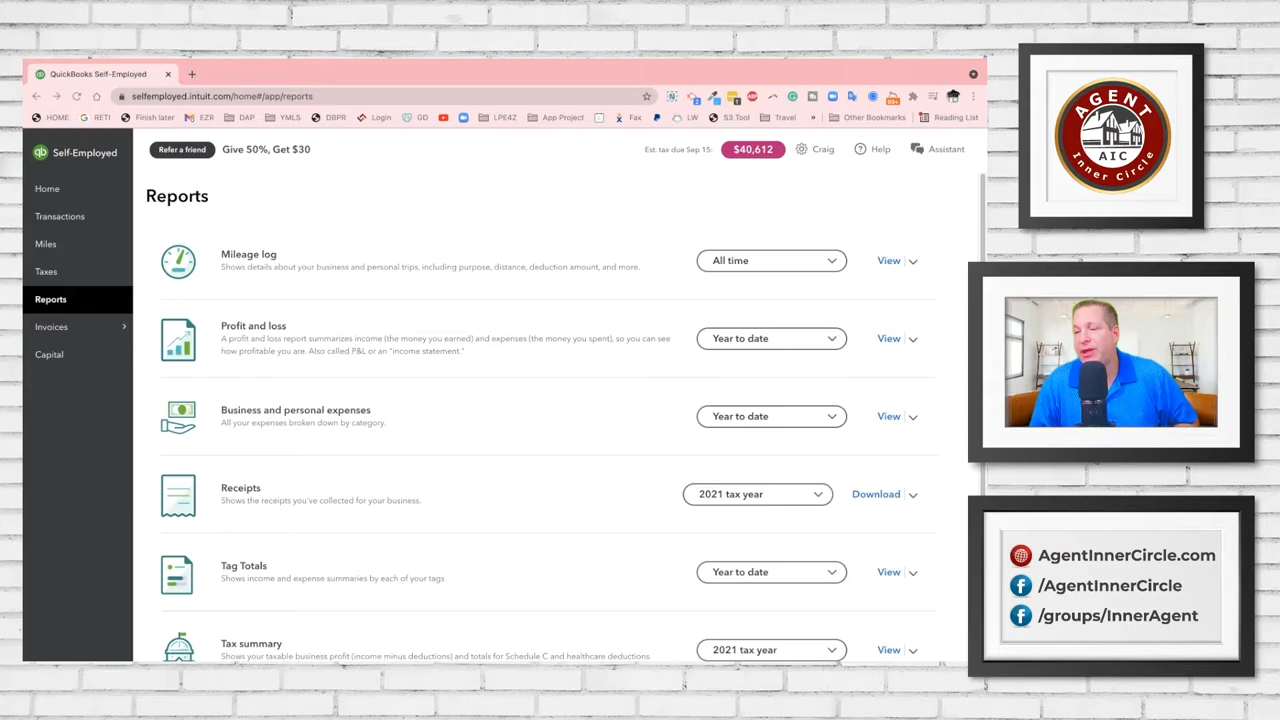 QuickBooks Self-Employed
selfemployed.intuit.com/home#/app/reports
HOME RETI Finish later EZR DAP YMLS DBPR Login GD LPE4Z App Project Fax LW S3 Tool Travel » Other Bookmarks Reading List
qb Self-Employed
Refer a friend Give 50%, Get $30
Est. tax due Sep 15: $40,612 Craig Help Assistant
Home
Transactions
Miles
Taxes
Reports
Invoices
Capital
Reports
Mileage log
Shows details about your business and personal trips, including purpose, distance, deduction amount, and more.
All time View
Profit and loss
A profit and loss report summarizes income (the money you earned) and expenses (the money you spent), so you can see
how profitable you are. Also called P&L or an "income statement."
Year to date View
Business and personal expenses
All your expenses broken down by category.
Year to date View
Receipts
Shows the receipts you've collected for your business.
2021 tax year Download
Tag Totals
Shows income and expense summaries by each of your tags
Year to date View
Tax summary
Shows your taxable business profit (income minus deductions) and totals for Schedule C and healthcare deductions.
2021 tax year View
AGENT
AIC
Inner Circle
AgentInnerCircle.com
/AgentInnerCircle
/groups/InnerAgent